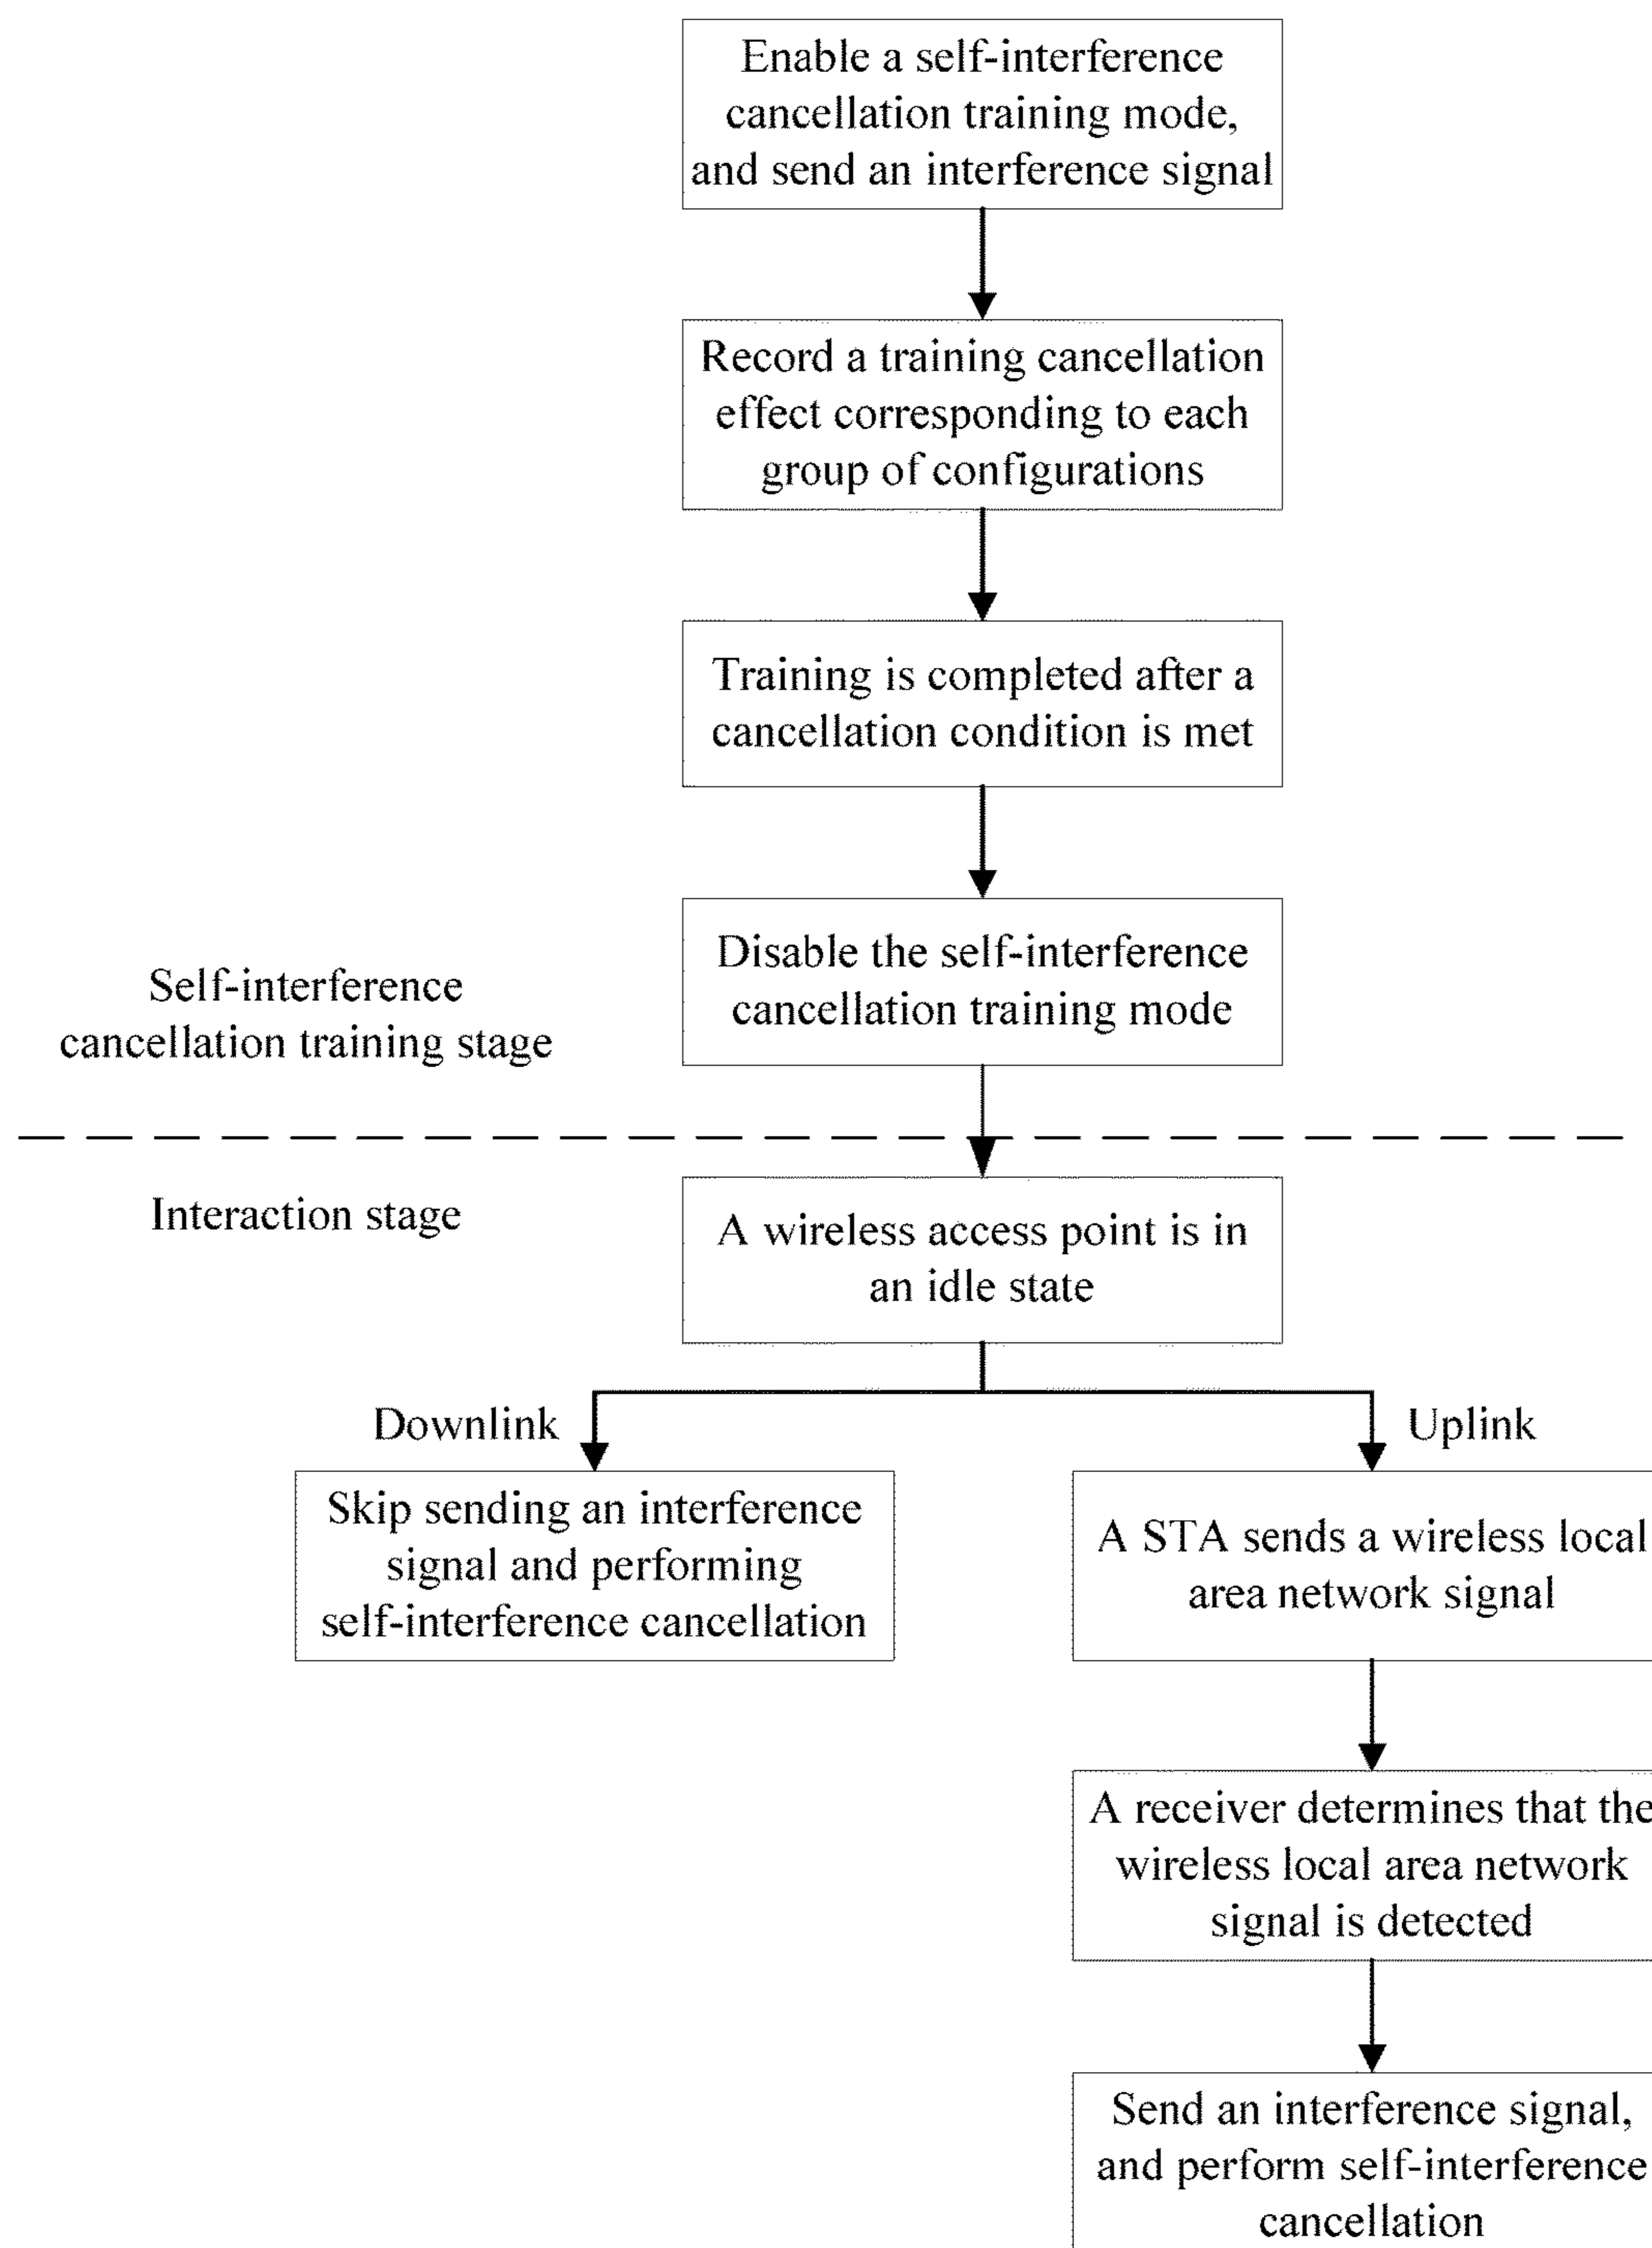 Enable a self-interference
cancellation training mode,
and send an interference signal
Record a training cancellation
effect corresponding to each
group of configurations
Training is completed after a
cancellation condition is met
Disable the self-interference
cancellation training mode
Self-interference
cancellation training stage
Interaction stage
A wireless access point is in
an idle state
Downlink
Uplink
Skip sending an interference
signal and performing
self-interference cancellation
A STA sends a wireless local
area network signal
A receiver determines that the
wireless local area network
signal is detected
Send an interference signal,
and perform self-interference
cancellation